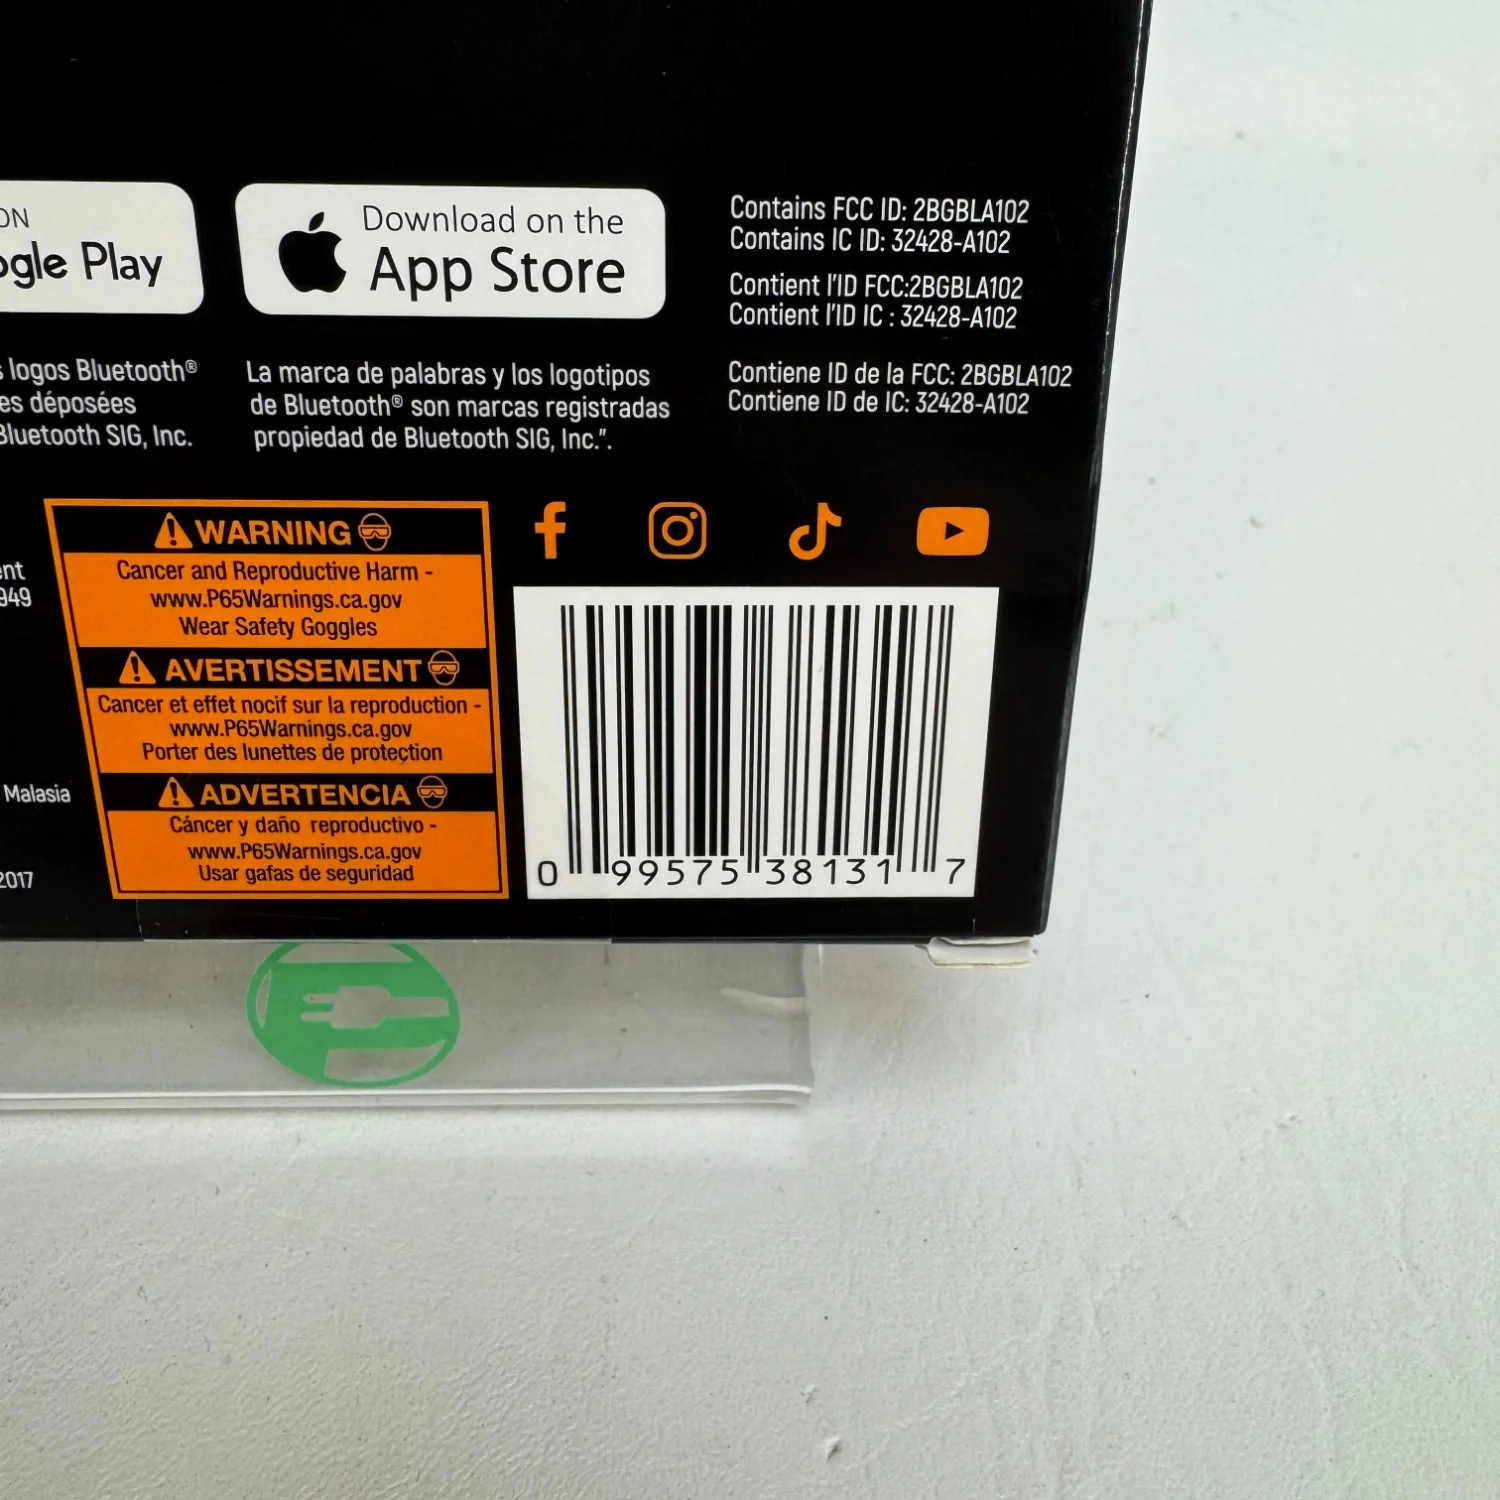 ON
ogle Play
Download on the
App Store
Contains FCC ID: 2BGBLA102
Contains IC ID: 32428-A102
Contient l'ID FCC:2BGBLA102
Contient l'ID IC : 32428-A102
Contiene ID de la FCC: 2BGBLA102
Contiene ID de IC: 32428-A102
s logos Bluetooth®
es déposées
Bluetooth SIG, Inc.
La marca de palabras y los logotipos
de Bluetooth® son marcas registradas
propiedad de Bluetooth SIG, Inc.".
ent
949
Malasia
2017
WARNING
Cancer and Reproductive Harm -
www.P65Warnings.ca.gov
Wear Safety Goggles
AVERTISSEMENT
Cancer et effet nocif sur la reproduction -
www.P65Warnings.ca.gov
Porter des lunettes de protection
ADVERTENCIA
Cáncer y daño reproductivo -
www.P65Warnings.ca.gov
Usar gafas de seguridad
0 99575 38131 7